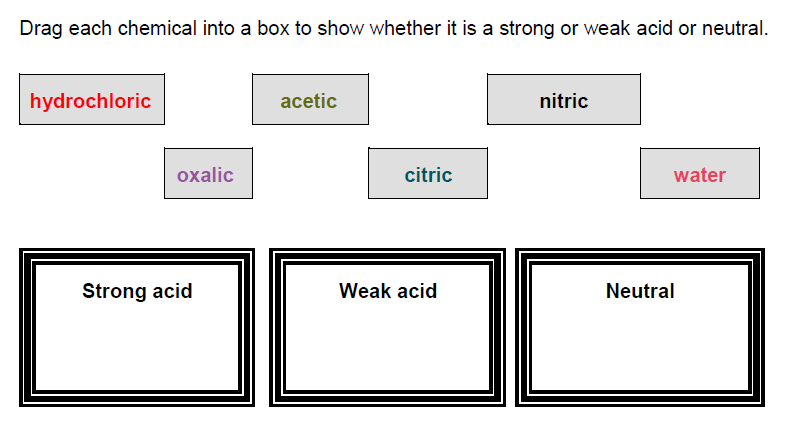 Drag each chemical into a box to show whether it is a strong or weak acid or neutral.
hydrochloric acetic nitric
oxalic citric water
Strong acid Weak acid Neutral